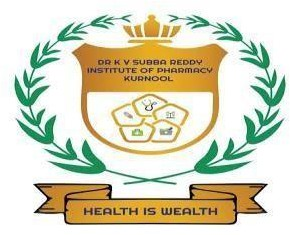 DR K V SUBBA REDDY
INSTITUTE OF PHARMACY
KURNOOL
HEALTH IS WEALTH